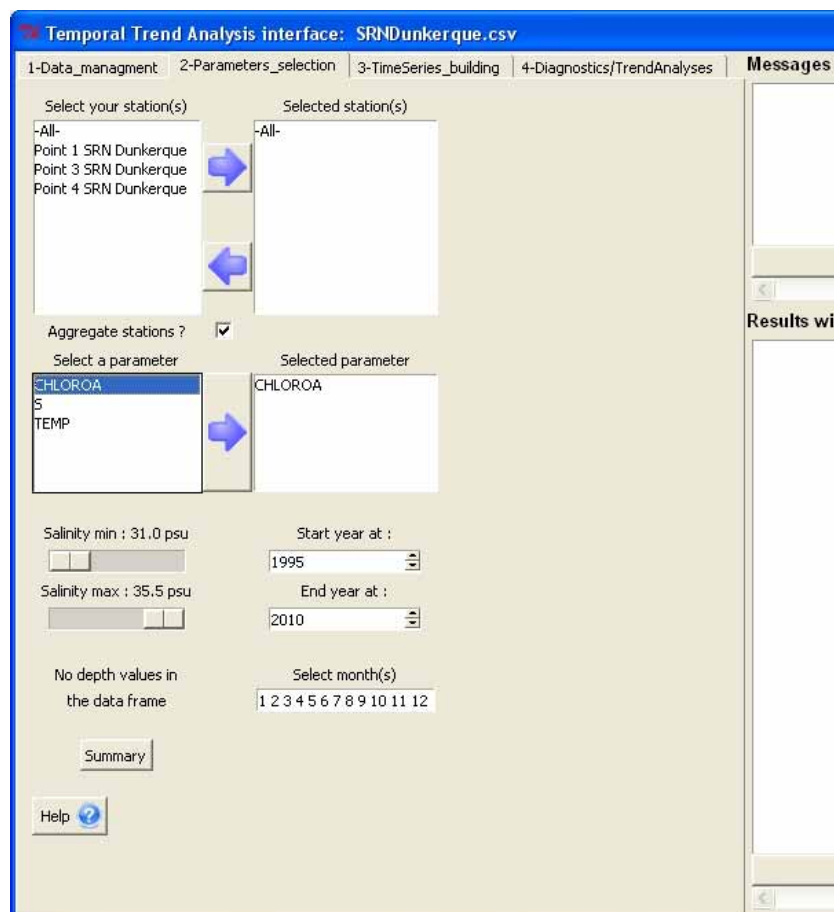 Temporal Trend Analysis interface: SRNDunkerque.csv
1-Data_managment 2-Parameters_selection 3-TimeSeries_building 4-Diagnostics/TrendAnalyses Messages
Select your station(s) Selected station(s)
-All- -All-
Point 1 SRN Dunkerque
Point 3 SRN Dunkerque
Point 4 SRN Dunkerque
Aggregate stations ?
Results wi
Select a parameter Selected parameter
CHLOROA CHLOROA
S
TEMP
Salinity min : 31.0 psu Start year at :
1995
Salinity max : 35.5 psu End year at :
2010
No depth values in Select month(s)
the data frame 1 2 3 4 5 6 7 8 9 10 11 12
Summary
Help